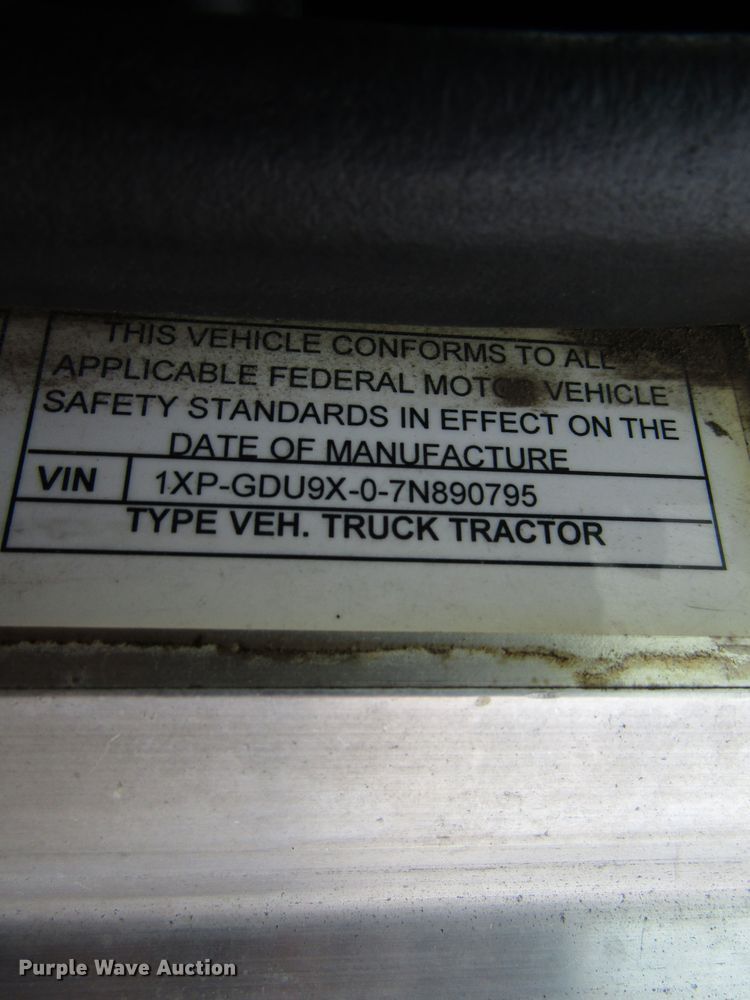 THIS VEHICLE CONFORMS TO ALL
APPLICABLE FEDERAL MOTOR VEHICLE
SAFETY STANDARDS IN EFFECT ON THE
DATE OF MANUFACTURE
VIN 1XP-GDU9X-0-7N890795
TYPE VEH. TRUCK TRACTOR
Purple Wave Auction